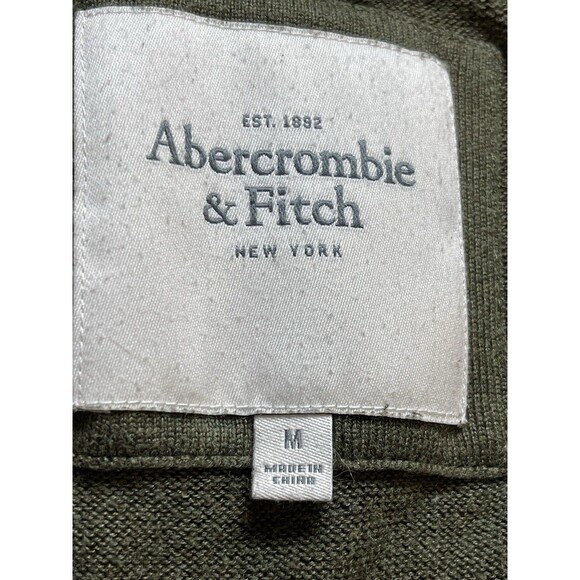 EST. 1892
Abercrombie
& Fitch
NEW YORK
M
MADE IN
CHINA